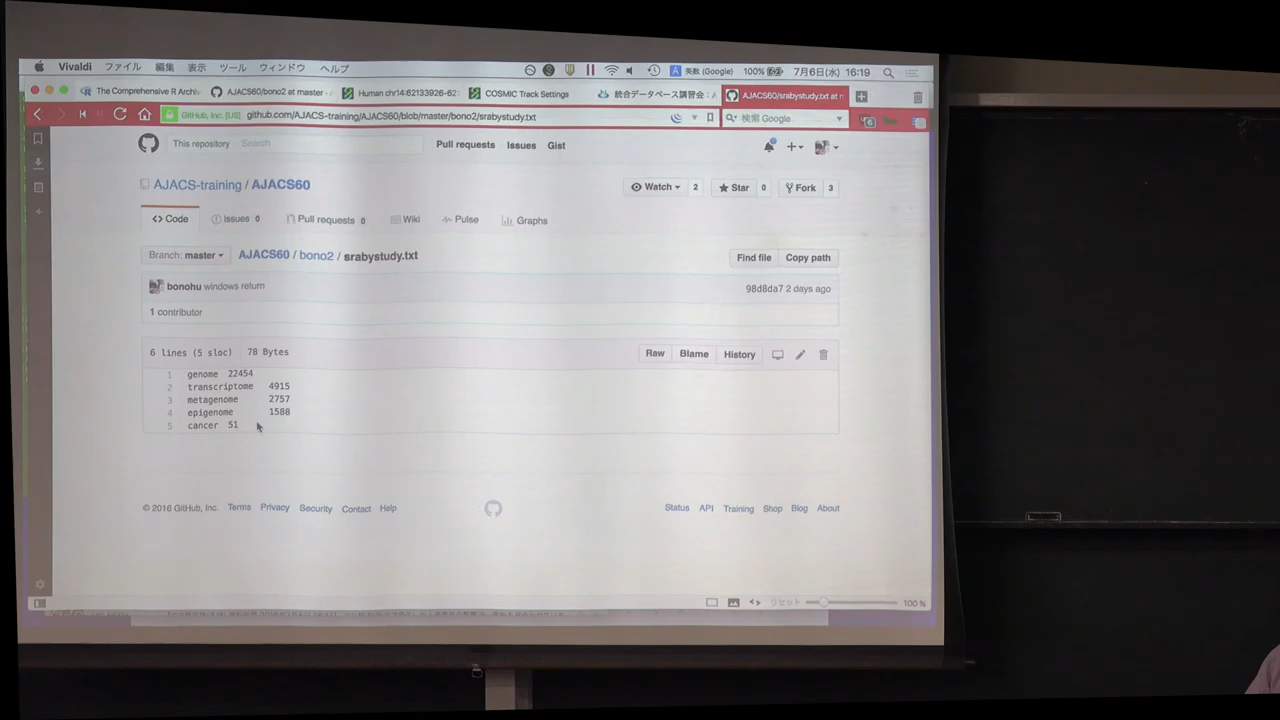 Vivaldi ファイル 編集 表示 ツール ウィンドウ ヘルプ 英数 (Google) 100% 7月6日(水) 16:19
The Comprehensive R Archiv AJACS60/bono2 at master · Human chr14:62133926-62 COSMIC Track Settings 統合データベース講習会：A AJACS60/srabystudy.txt at m
GitHub, Inc. [US] github.com/AJACS-training/AJACS60/blob/master/bono2/srabystudy.txt 検索 Google 6
This repository Search Pull requests Issues Gist
AJACS-training / AJACS60 Watch 2 Star 0 Fork 3
Code Issues 0 Pull requests 0 Wiki Pulse Graphs
Branch: master AJACS60 / bono2 / srabystudy.txt Find file Copy path
bonohu windows return 98d8da7 2 days ago
1 contributor
6 lines (5 sloc) 78 Bytes Raw Blame History
1 genome 22454
2 transcriptome 4915
3 metagenome 2757
4 epigenome 1588
5 cancer 51
© 2016 GitHub, Inc. Terms Privacy Security Contact Help Status API Training Shop Blog About
リセット 100 %